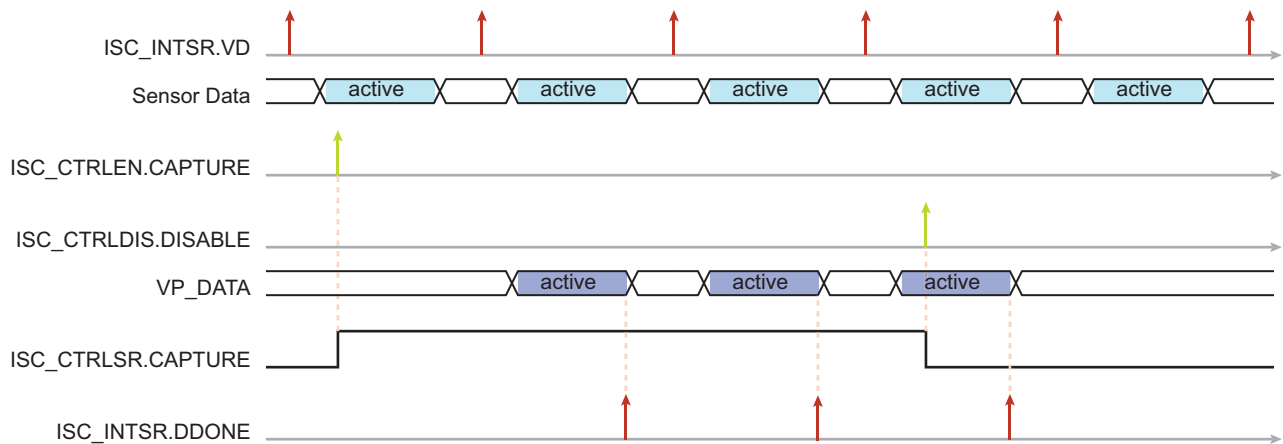 ISC_INTSR.VD
Sensor Data active active active active active
ISC_CTRLEN.CAPTURE
ISC_CTRLDIS.DISABLE
VP_DATA active active active
ISC_CTRLSR.CAPTURE
ISC_INTSR.DDONE